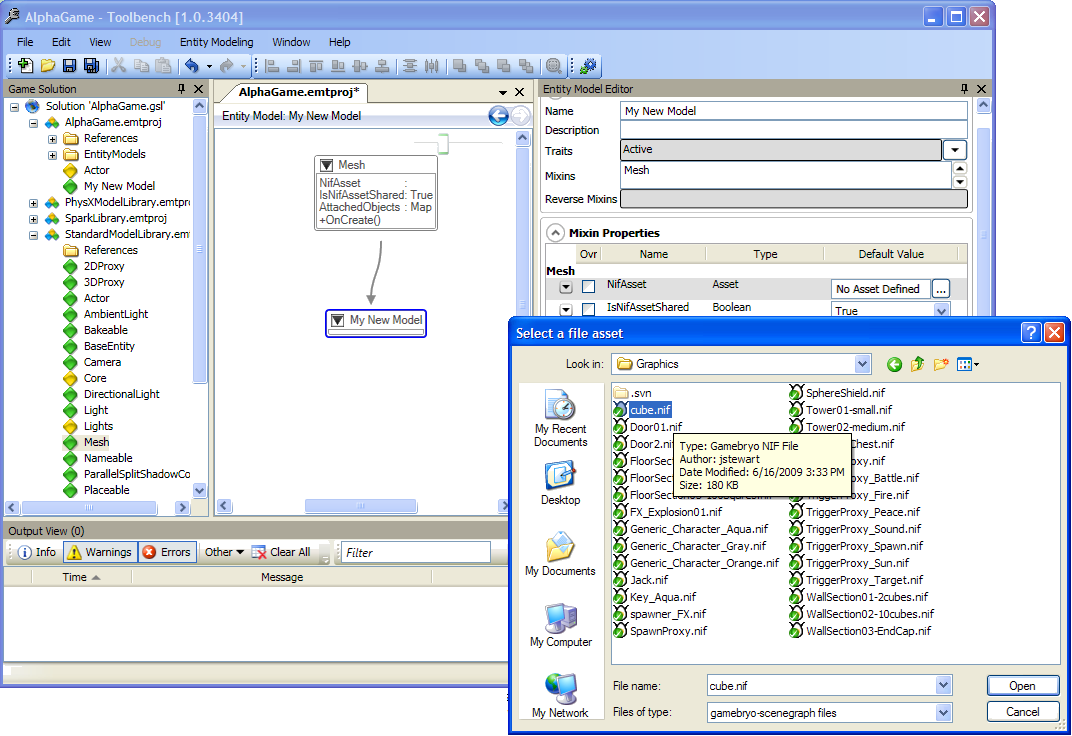 AlphaGame - Toolbench [1.0.3404]
File Edit View Debug Entity Modeling Window Help
Game Solution
Solution 'AlphaGame.gsl'
AlphaGame.emtproj
References
EntityModels
Actor
My New Model
PhysXModelLibrary.emtpr
SparkLibrary.emtproj
StandardModelLibrary.emt
References
2DProxy
3DProxy
Actor
AmbientLight
Bakeable
BaseEntity
Camera
Core
DirectionalLight
Light
Lights
Mesh
Nameable
ParallelSplitShadowCo
Placeable
AlphaGame.emtproj*
Entity Model: My New Model
Mesh
NifAsset :
IsNifAssetShared: True
AttachedObjects : Map
+OnCreate()
My New Model
Entity Model Editor
Name My New Model
Description
Traits Active
Mixins Mesh
Reverse Mixins
Mixin Properties
Ovr Name Type Default Value
Mesh
NifAsset Asset No Asset Defined ...
IsNifAssetShared Boolean True
Output View (0)
Info Warnings Errors Other Clear All Filter
Time Message
Select a file asset
Look in: Graphics
My Recent Documents
Desktop
My Documents
My Computer
My Network
.svn
cube.nif
Door01.nif
Door2.nif
FloorSec
FloorSec
FloorSection
FX_Explosion01.nif
Generic_Character_Aqua.nif
Generic_Character_Gray.nif
Generic_Character_Orange.nif
Jack.nif
Key_Aqua.nif
spawner_FX.nif
SpawnProxy.nif
SphereShield.nif
Tower01-small.nif
Tower02-medium.nif
Chest.nif
xy.nif
_Battle.nif
TriggerProxy_Fire.nif
TriggerProxy_Peace.nif
TriggerProxy_Sound.nif
TriggerProxy_Spawn.nif
TriggerProxy_Sun.nif
TriggerProxy_Target.nif
WallSection01-2cubes.nif
WallSection02-10cubes.nif
WallSection03-EndCap.nif
Type: Gamebryo NIF File
Author: jstewart
Date Modified: 6/16/2009 3:33 PM
Size: 180 KB
File name: cube.nif Open
Files of type: gamebryo-scenegraph files Cancel